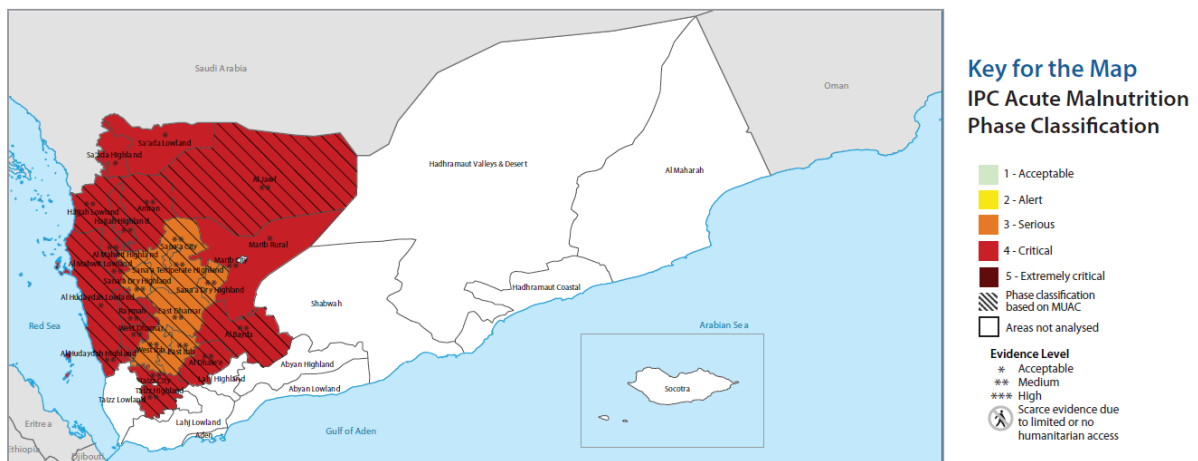 Saudi Arabia
Oman
Sa'ada Lowland
Sa'ada Highland
Hadhramaut Valleys & Desert
Al Maharah
Al Jawf
**
Hajjah Lowland
Amran
Hajjah Highland
Sana'a City
Marib Rural
Al Mahwit Highland
Al Mahwit Lowland
Marib City
Sana'a Temperate Highland
Sana'a Dry Highland
Sana'a Dry Highland
Hadhramaut Coastal
Al Hudaydah Lowland
Shabwah
Raymah
East Dhamar
West Dhamar
Red Sea
Al Bayda
Arabian Sea
Al Hudaydah Highland
West Ibb
East Ibb
Al Dhale'e
Abyan Highland
Taizz City
Lahj Highland
Taizz Highland
Abyan Lowland
Socotra
Taizz Lowland
Lahj Lowland
Aden
Gulf of Aden
Eritrea
Ethiopia
Djibouti
Key for the Map
IPC Acute Malnutrition
Phase Classification
1 - Acceptable
2 - Alert
3 - Serious
4 - Critical
5 - Extremely critical
Phase classification
based on MUAC
Areas not analysed
Evidence Level
* Acceptable
** Medium
*** High
Scarce evidence due
to limited or no
humanitarian access